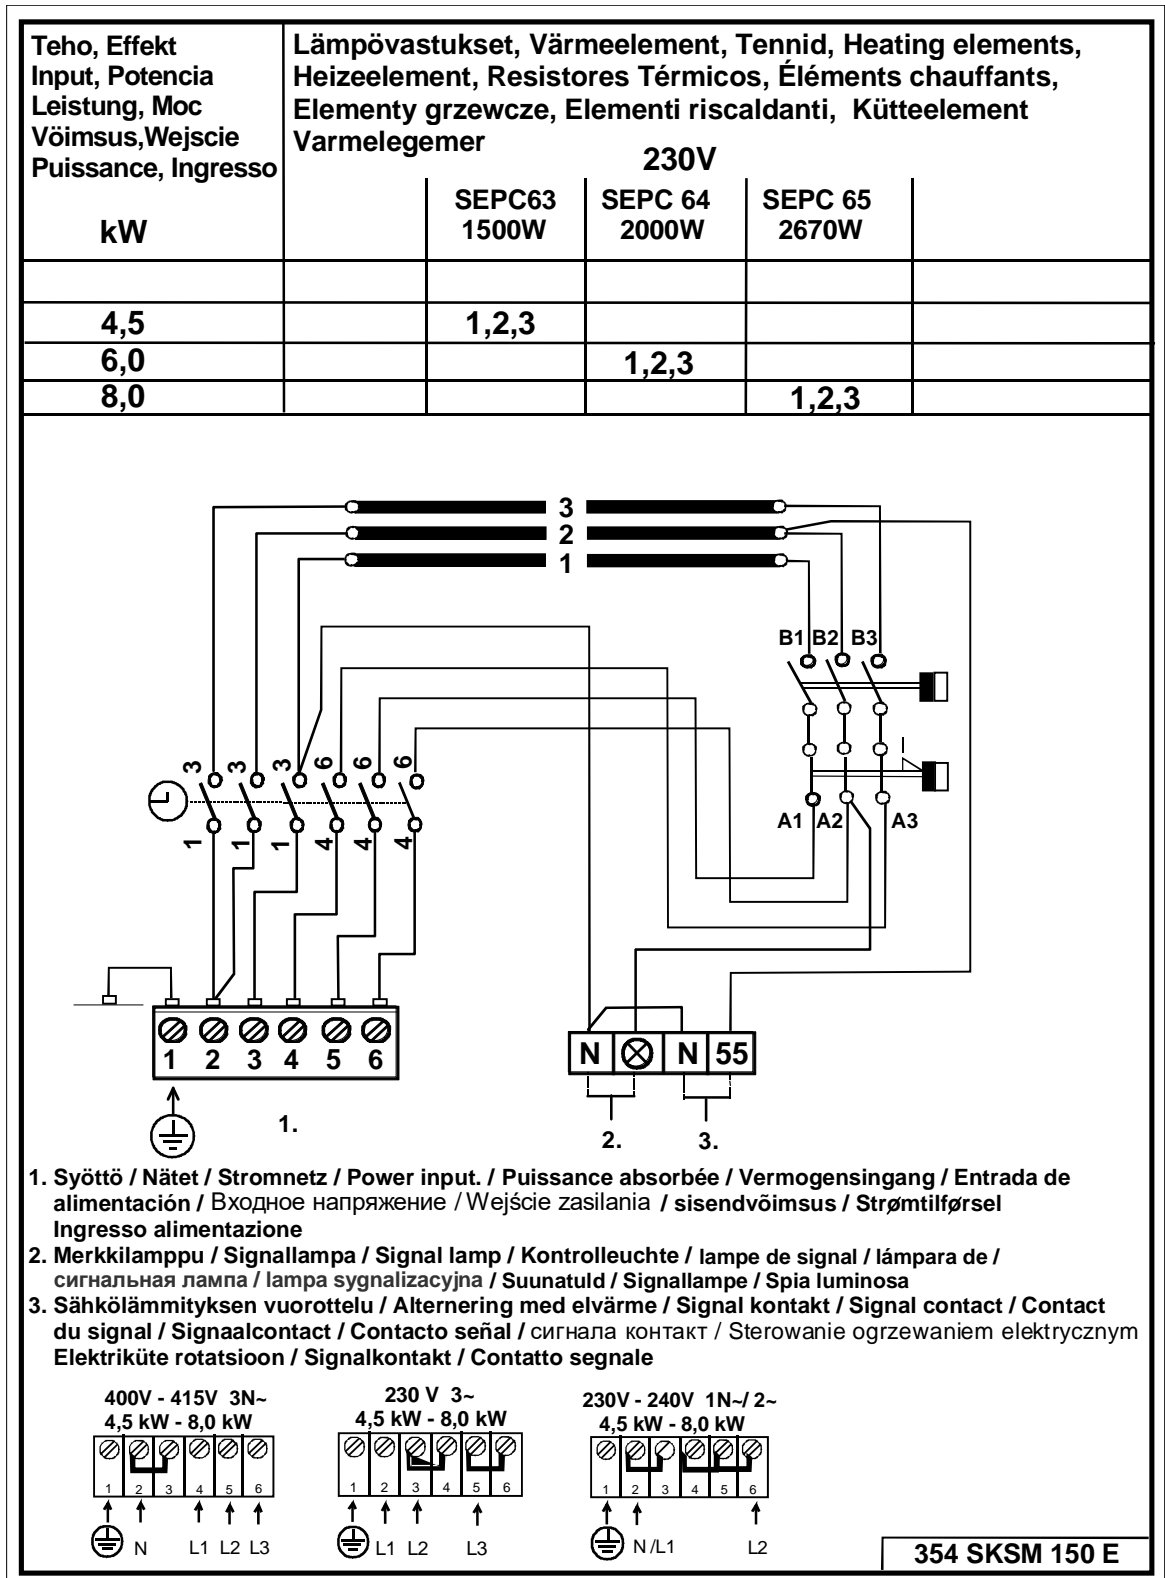 Teho, Effekt
Input, Potencia
Leistung, Moc
Vöimsus,Wejscie
Puissance, Ingresso
kW
Lämpövastukset, Värmeelement, Tennid, Heating elements,
Heizeelement, Resistores Térmicos, Éléments chauffants,
Elementy grzewcze, Elementi riscaldanti, Kütteelement
Varmelegemer
230V
SEPC63 SEPC 64 SEPC 65
1500W 2000W 2670W
4,5 1,2,3
6,0 1,2,3
8,0 1,2,3
3
2
1
B1 B2 B3
3 3 3 6 6 6
1 1 1 4 4 4
A1 A2 A3
1 2 3 4 5 6
N N 55
1.
2. 3.
1. Syöttö / Nätet / Stromnetz / Power input. / Puissance absorbée / Vermogensingang / Entrada de
alimentación / Входное напряжение / Wejście zasilania / sisendvõimsus / Strømtilførsel
Ingresso alimentazione
2. Merkkilamppu / Signallampa / Signal lamp / Kontrolleuchte / lampe de signal / lámpara de /
сигнальная лампа / lampa sygnalizacyjna / Suunatuld / Signallampe / Spia luminosa
3. Sähkölämmityksen vuorottelu / Alternering med elvärme / Signal kontakt / Signal contact / Contact
du signal / Signaalcontact / Contacto señal / сигнала контакт / Sterowanie ogrzewaniem elektrycznym
Elektriküte rotatsioon / Signalkontakt / Contatto segnale
400V - 415V 3N~
4,5 kW - 8,0 kW
1 2 3 4 5 6
N L1 L2 L3
230 V 3~
4,5 kW - 8,0 kW
1 2 3 4 5 6
L1 L2 L3
230V - 240V 1N~/ 2~
4,5 kW - 8,0 kW
1 2 3 4 5 6
N /L1 L2
354 SKSM 150 E